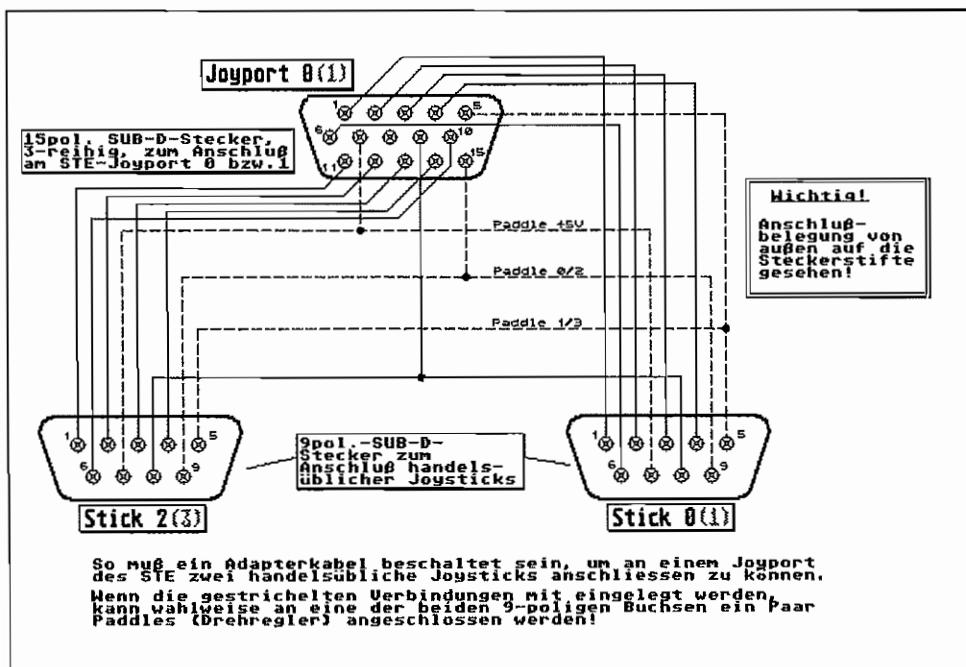 Joyport 0(1)
1
5
6
10
11
15
15pol. SUB-D-Stecker,
3-reihig, zum Anschluß
am STE-Joyport 0 bzw.1
Wichtig!
Anschluß-
belegung von
außen auf die
Steckerstifte
gesehen!
Paddle +5V
Paddle 0/2
Paddle 1/3
1
5
6
9
9pol.-SUB-D-
Stecker zum
Anschluß handels-
üblicher Joysticks
1
5
6
9
Stick 2(3)
Stick 0(1)
So muß ein Adapterkabel beschaltet sein, um an einem Joyport
des STE zwei handelsübliche Joysticks anschliessen zu können.
Wenn die gestrichelten Verbindungen mit eingelegt werden,
kann wahlweise an eine der beiden 9-poligen Buchsen ein Paar
Paddles (Drehregler) angeschlossen werden!